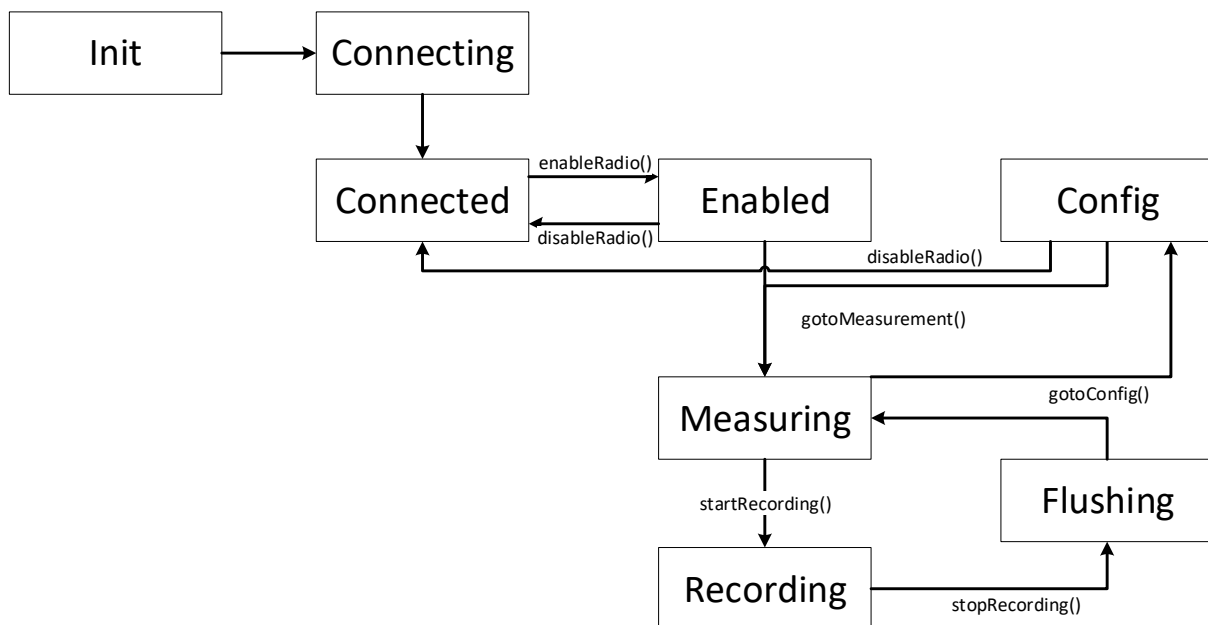 Init
Connecting
enableRadio()
Connected
Enabled
Config
disableRadio()
disableRadio()
gotoMeasurement()
Measuring
gotoConfig()
startRecording()
Flushing
Recording
stopRecording()